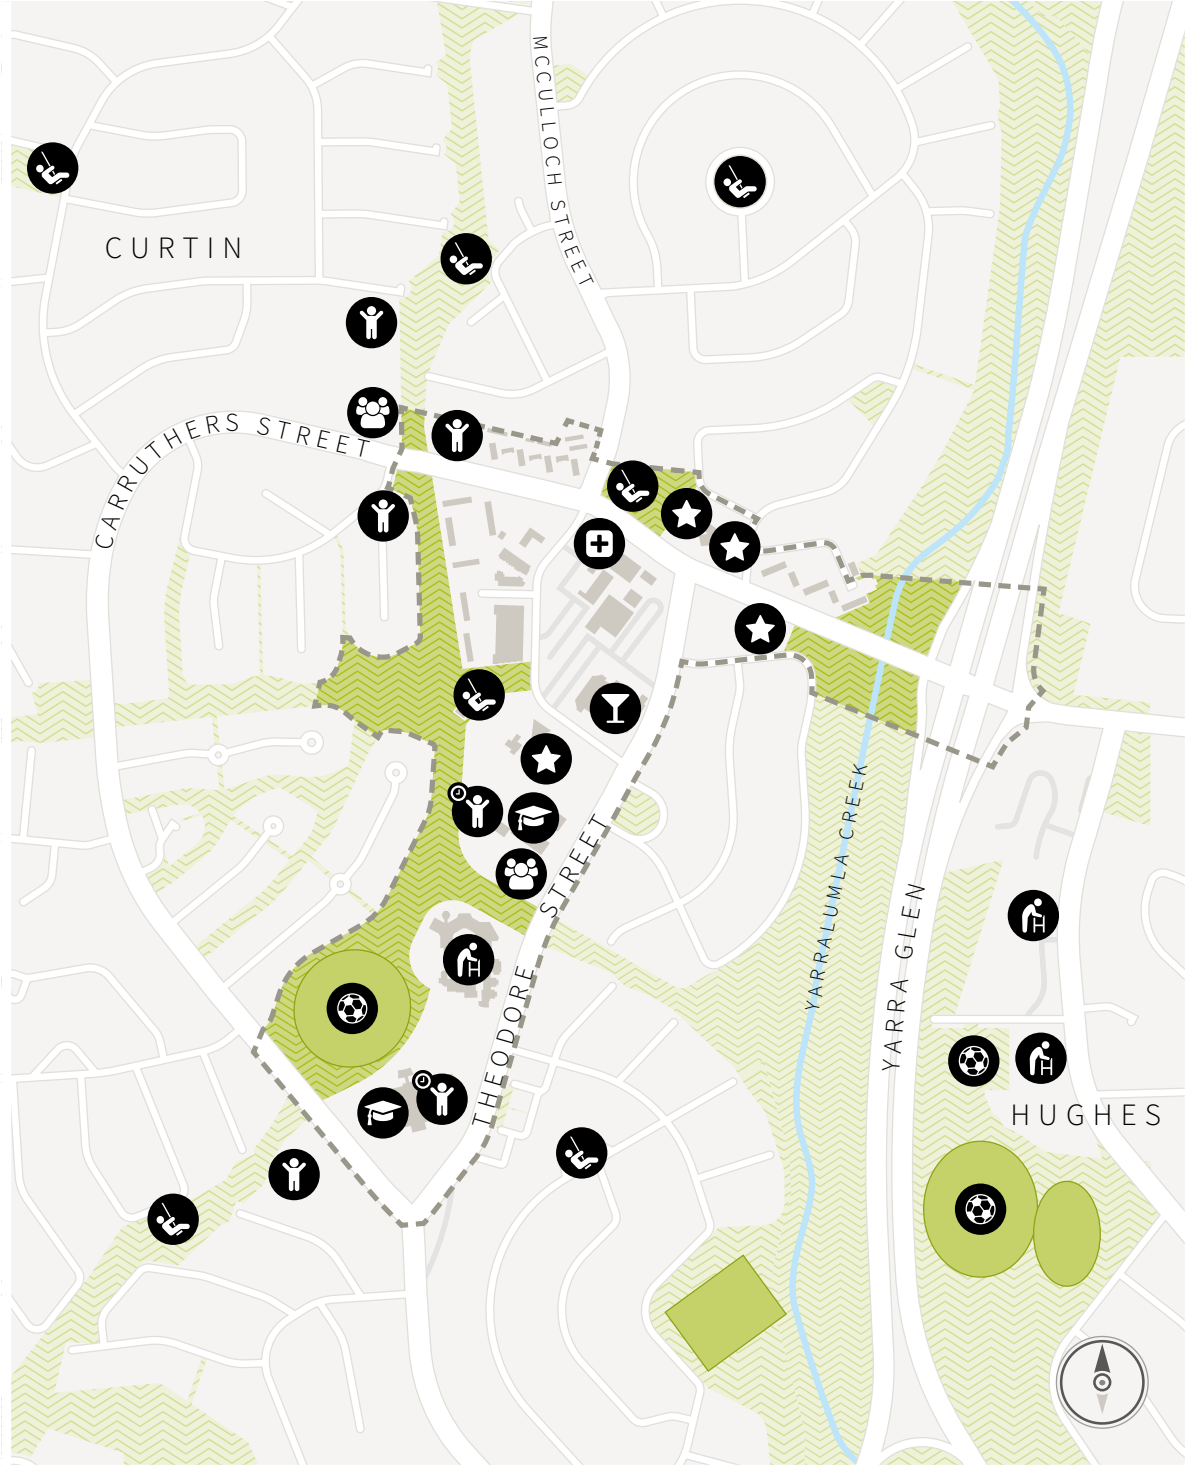 MCCULLOCH STREET
CURTIN
CARRUTHERS STREET
YARRALUMLA CREEK
THEODORE STREET
YARRA GLEN
HUGHES